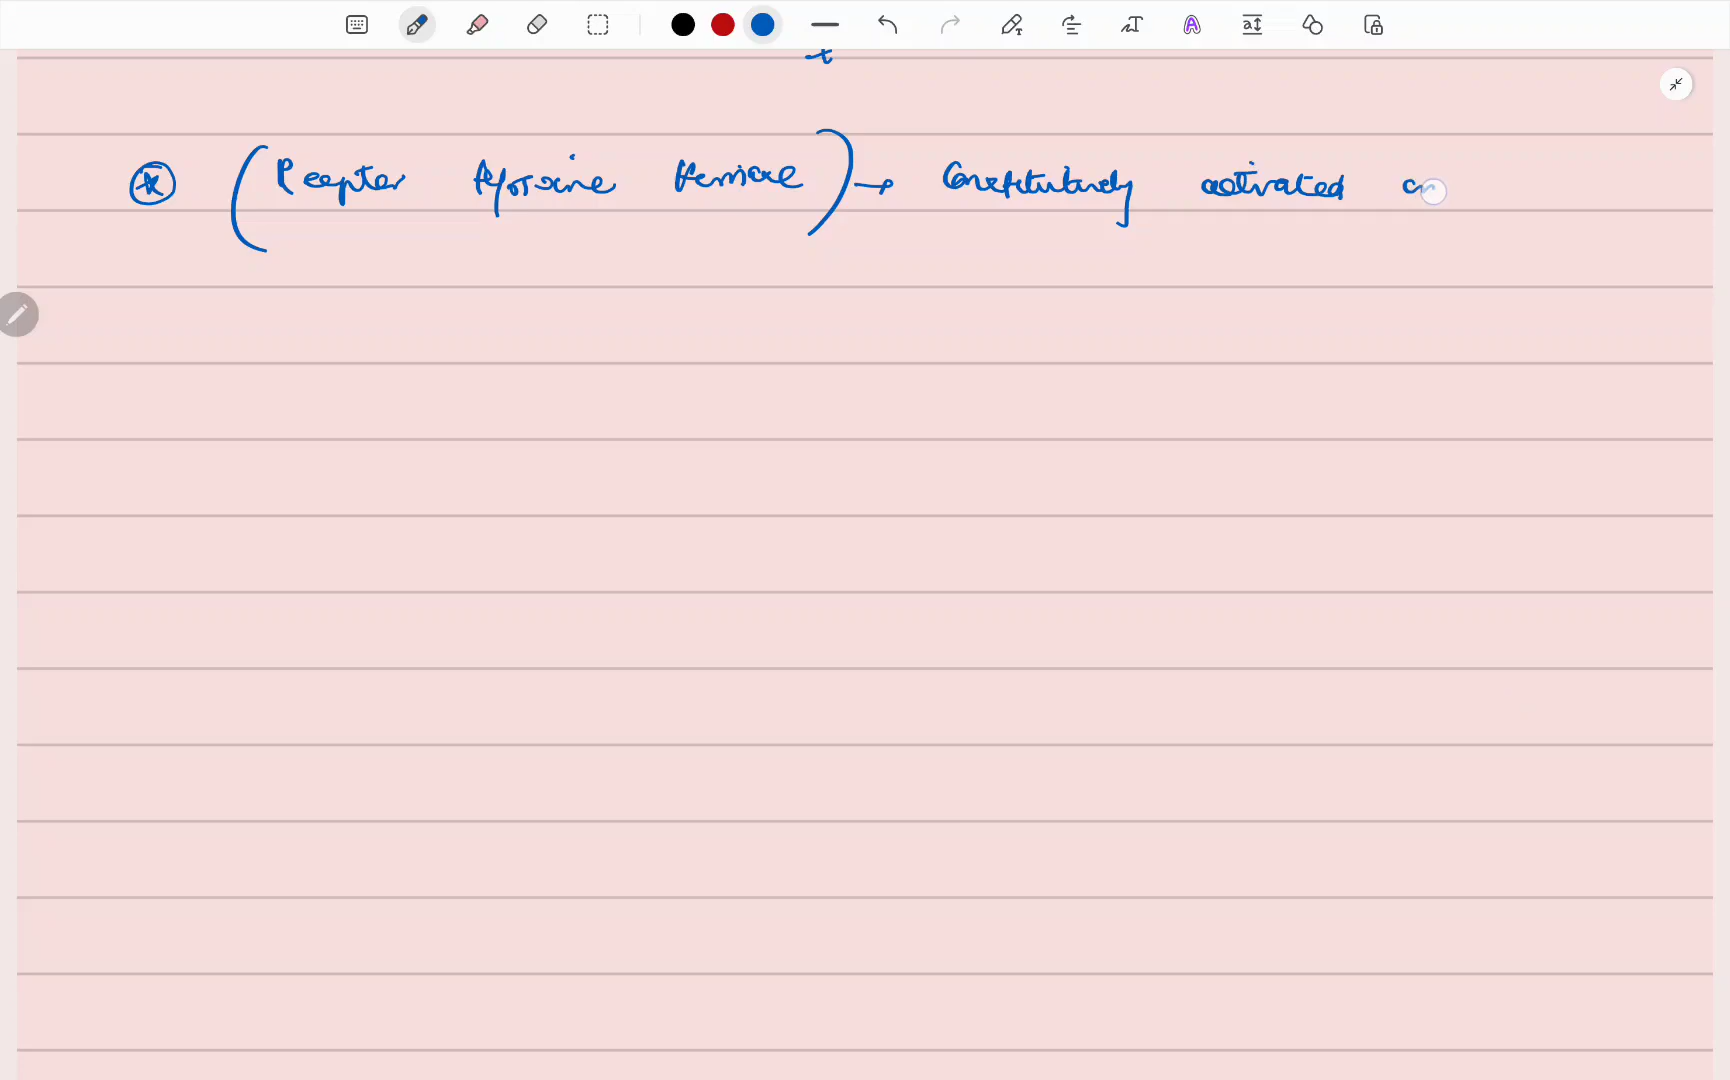 (Receptor tyrosine kinase) → Constitutively activated